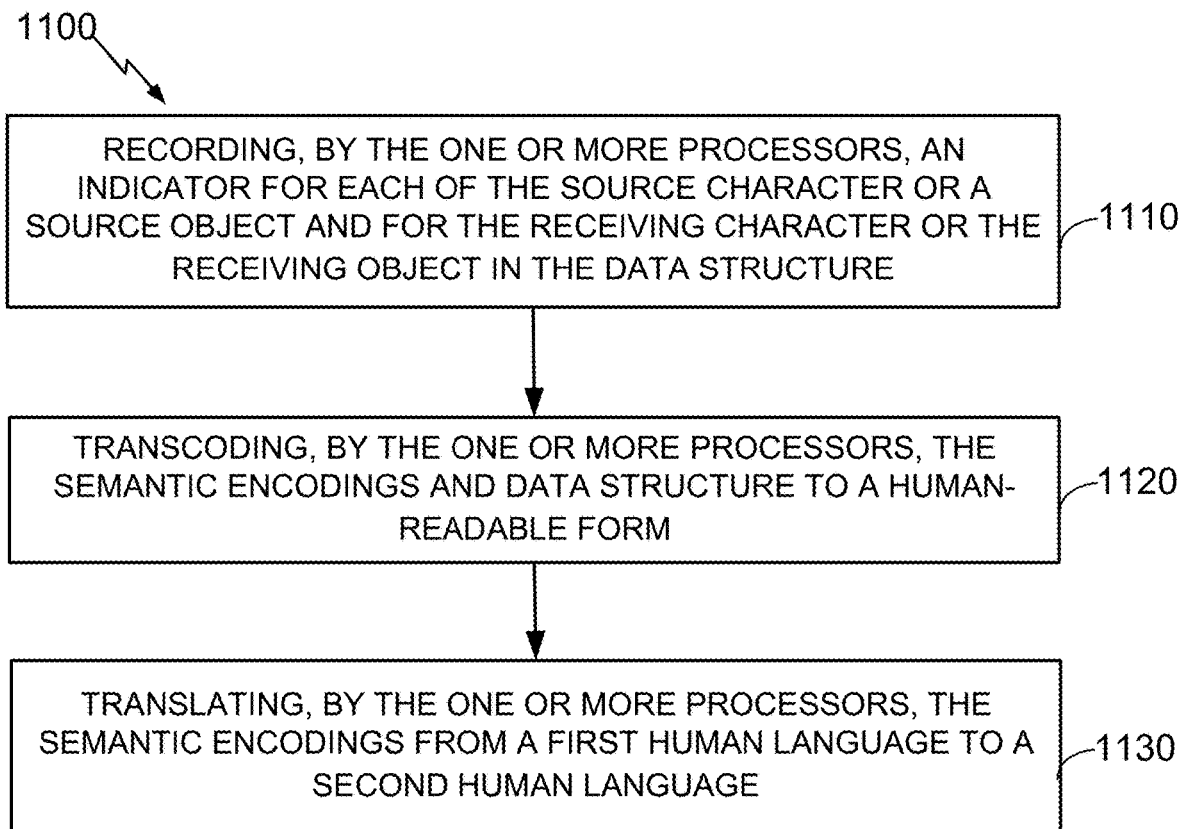 1100
RECORDING, BY THE ONE OR MORE PROCESSORS, AN
INDICATOR FOR EACH OF THE SOURCE CHARACTER OR A
SOURCE OBJECT AND FOR THE RECEIVING CHARACTER OR THE
RECEIVING OBJECT IN THE DATA STRUCTURE
1110
TRANSCODING, BY THE ONE OR MORE PROCESSORS, THE
SEMANTIC ENCODINGS AND DATA STRUCTURE TO A HUMAN-
READABLE FORM
1120
TRANSLATING, BY THE ONE OR MORE PROCESSORS, THE
SEMANTIC ENCODINGS FROM A FIRST HUMAN LANGUAGE TO A
SECOND HUMAN LANGUAGE
1130